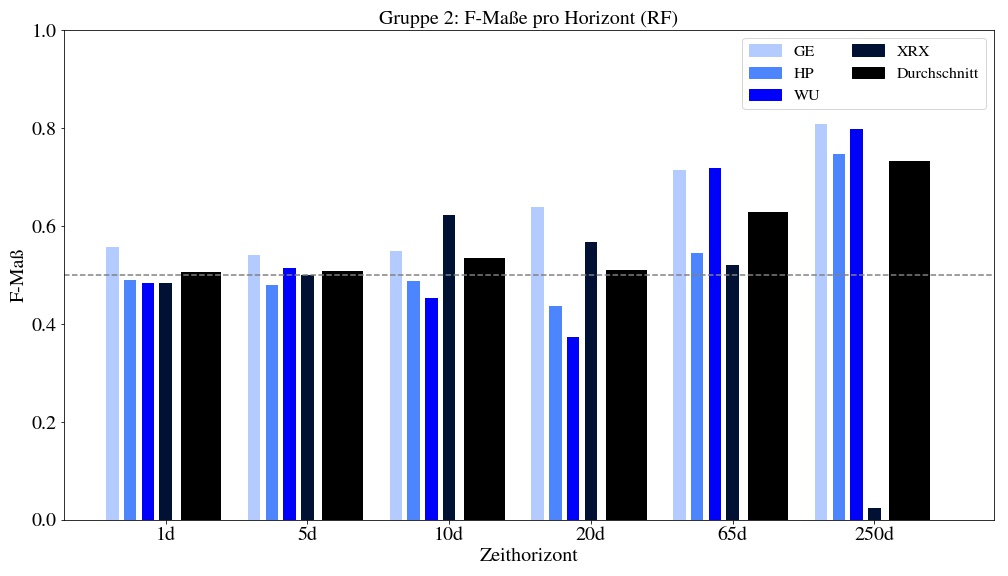 Gruppe 2: F-Maße pro Horizont (RF)
1.0
0.8
0.6
0.4
0.2
0.0
F-Maß
GE
HP
WU
XRX
Durchschnitt
1d 5d 10d 20d 65d 250d
Zeithorizont